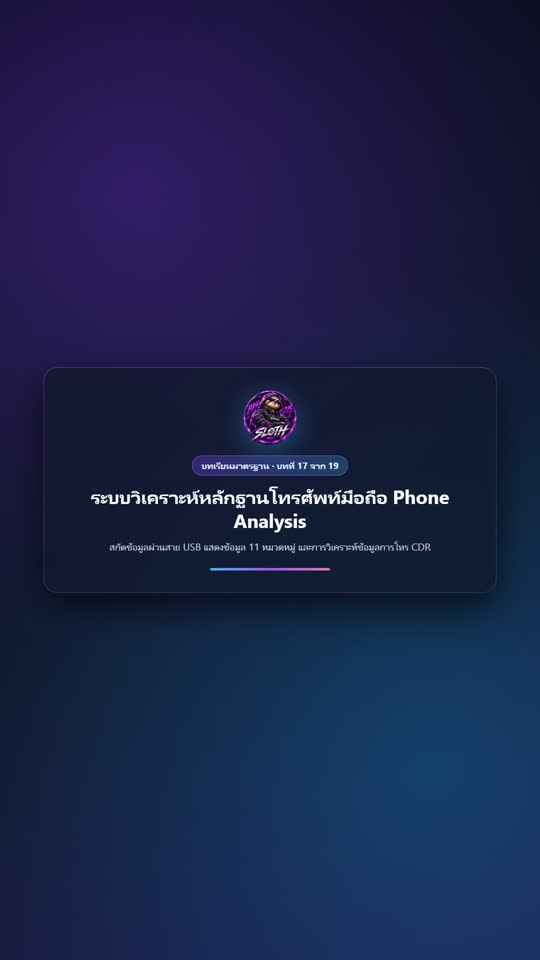 SLOTH
บทเรียนมาตรฐาน • บทที่ 17 จาก 19
ระบบวิเคราะห์หลักฐานโทรศัพท์มือถือ Phone
Analysis
สกัดข้อมูลผ่านสาย USB แสดงข้อมูล 11 หมวดหมู่ และการวิเคราะห์ข้อมูลการโทร CDR